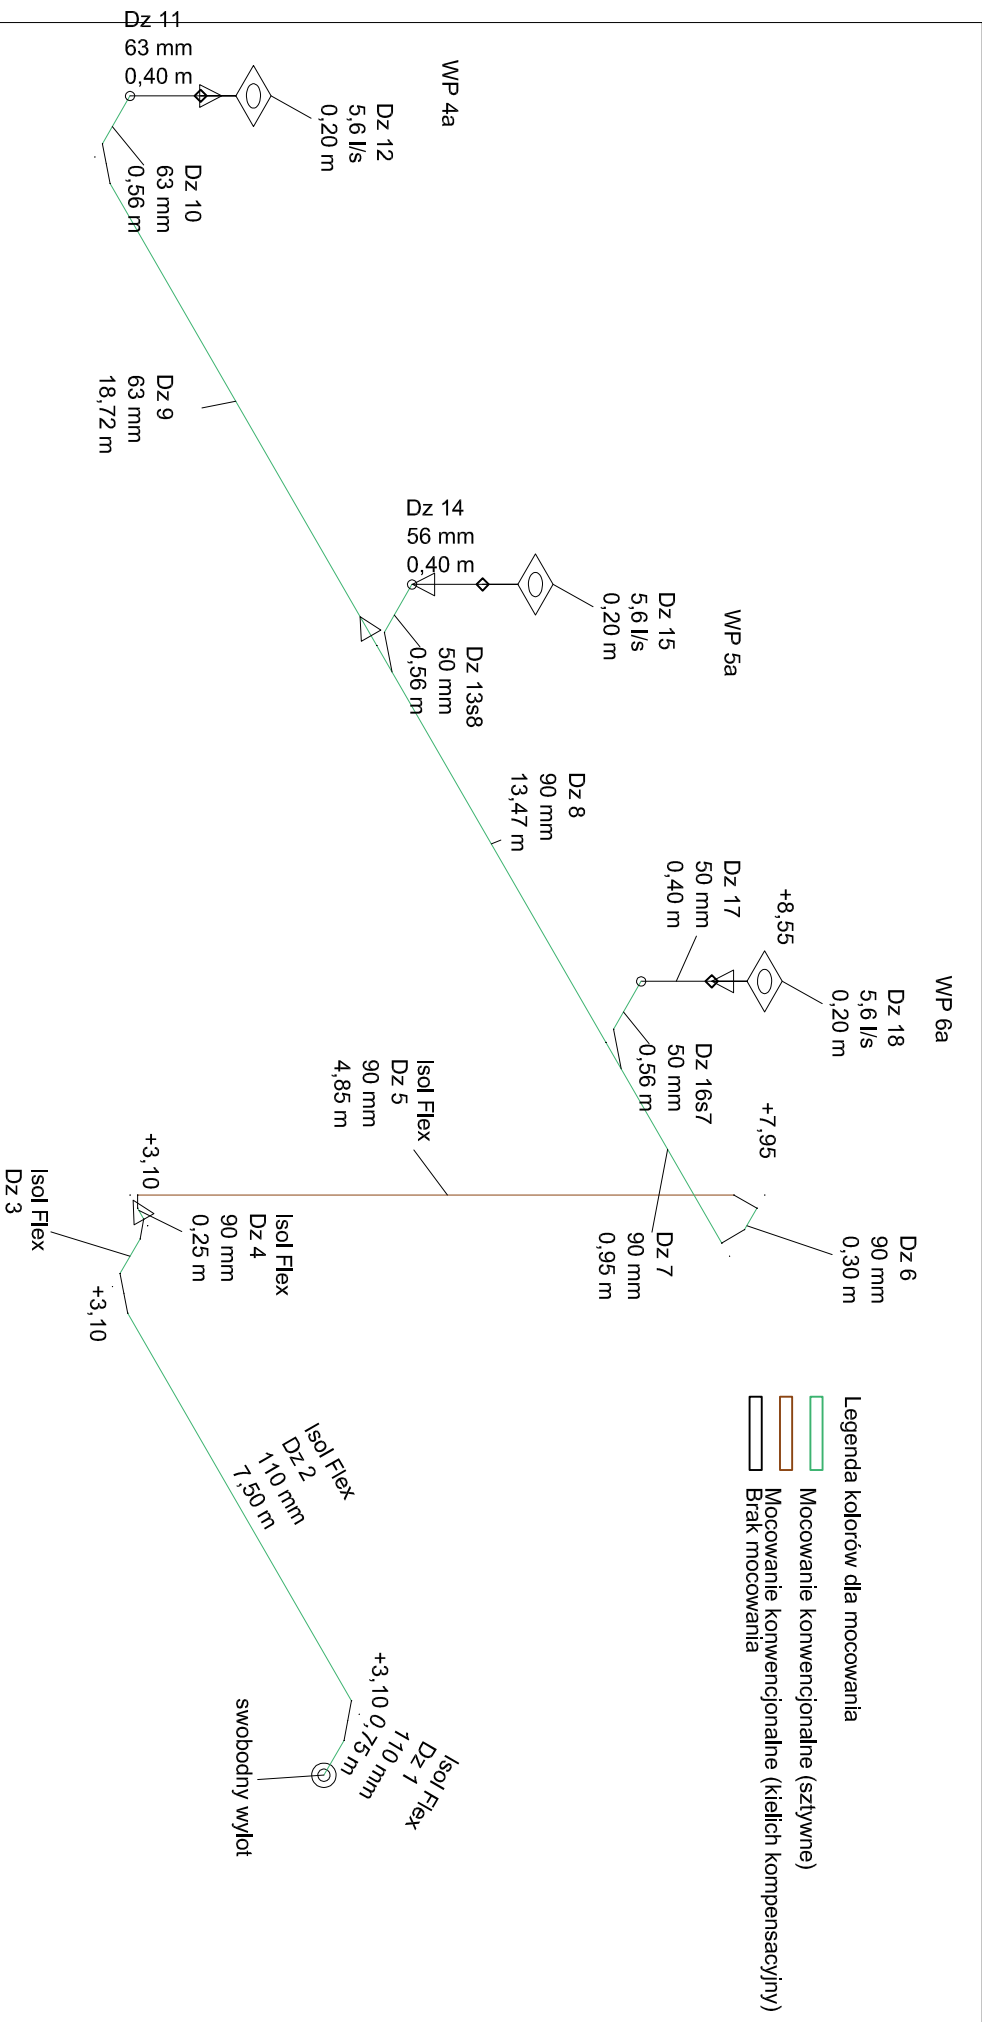 Dz 11
63 mm
0,40 m
WP 4a
Dz 12
5,6 l/s
0,20 m
Dz 10
63 mm
0,56 m
Dz 9
63 mm
18,72 m
Dz 14
56 mm
0,40 m
WP 5a
Dz 15
5,6 l/s
0,20 m
Dz 13s8
50 mm
0,56 m
Dz 8
90 mm
13,47 m
Dz 17
50 mm
0,40 m
+8,55
WP 6a
Dz 18
5,6 l/s
0,20 m
Dz 16s7
50 mm
0,56 m
+7,95
Dz 6
90 mm
0,30 m
Dz 7
90 mm
0,95 m
Isol Flex
Dz 5
90 mm
4,85 m
+3,10
Isol Flex
Dz 4
90 mm
0,25 m
Isol Flex
Dz 3
+3,10
Isol Flex
Dz 2
110 mm
7,50 m
+3,10
Isol Flex
Dz 1
110 mm
0,75 m
swobodny wylot
Legenda kolorów dla mocowania
Mocowanie konwencjonalne (sztywne)
Mocowanie konwencjonalne (kielich kompensacyjny)
Brak mocowania